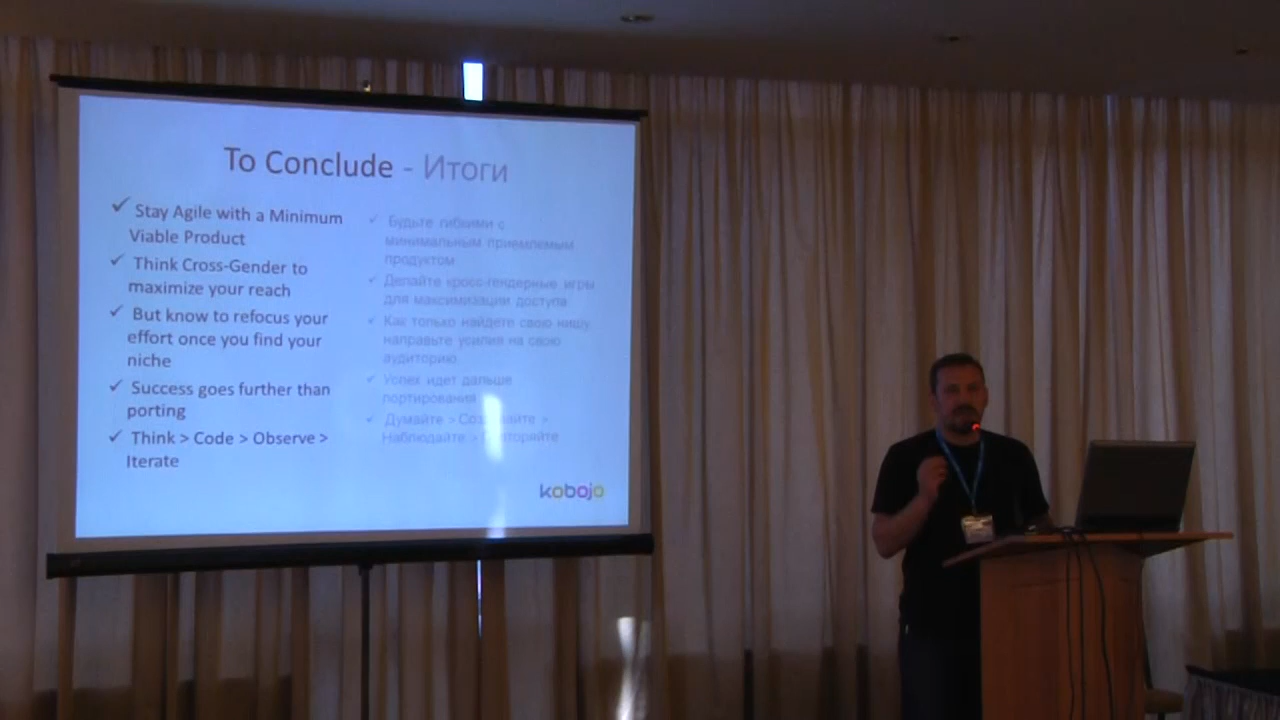 To Conclude - Итоги
✓ Stay Agile with a Minimum
Viable Product
✓ Think Cross-Gender to
maximize your reach
✓ But know to refocus your
effort once you find your
niche
✓ Success goes further than
porting
✓ Think > Code > Observe >
Iterate
✓ Будьте гибкими с
минимальным приемлемым
продуктом
✓ Делайте кросс-гендерные игры
для максимизации доступа
✓ Как только найдете свою нишу
направьте усилия на свою
аудиторию
✓ Успех идет дальше
портирования
✓ Думайте > >
Наблюдайте >
kobojo